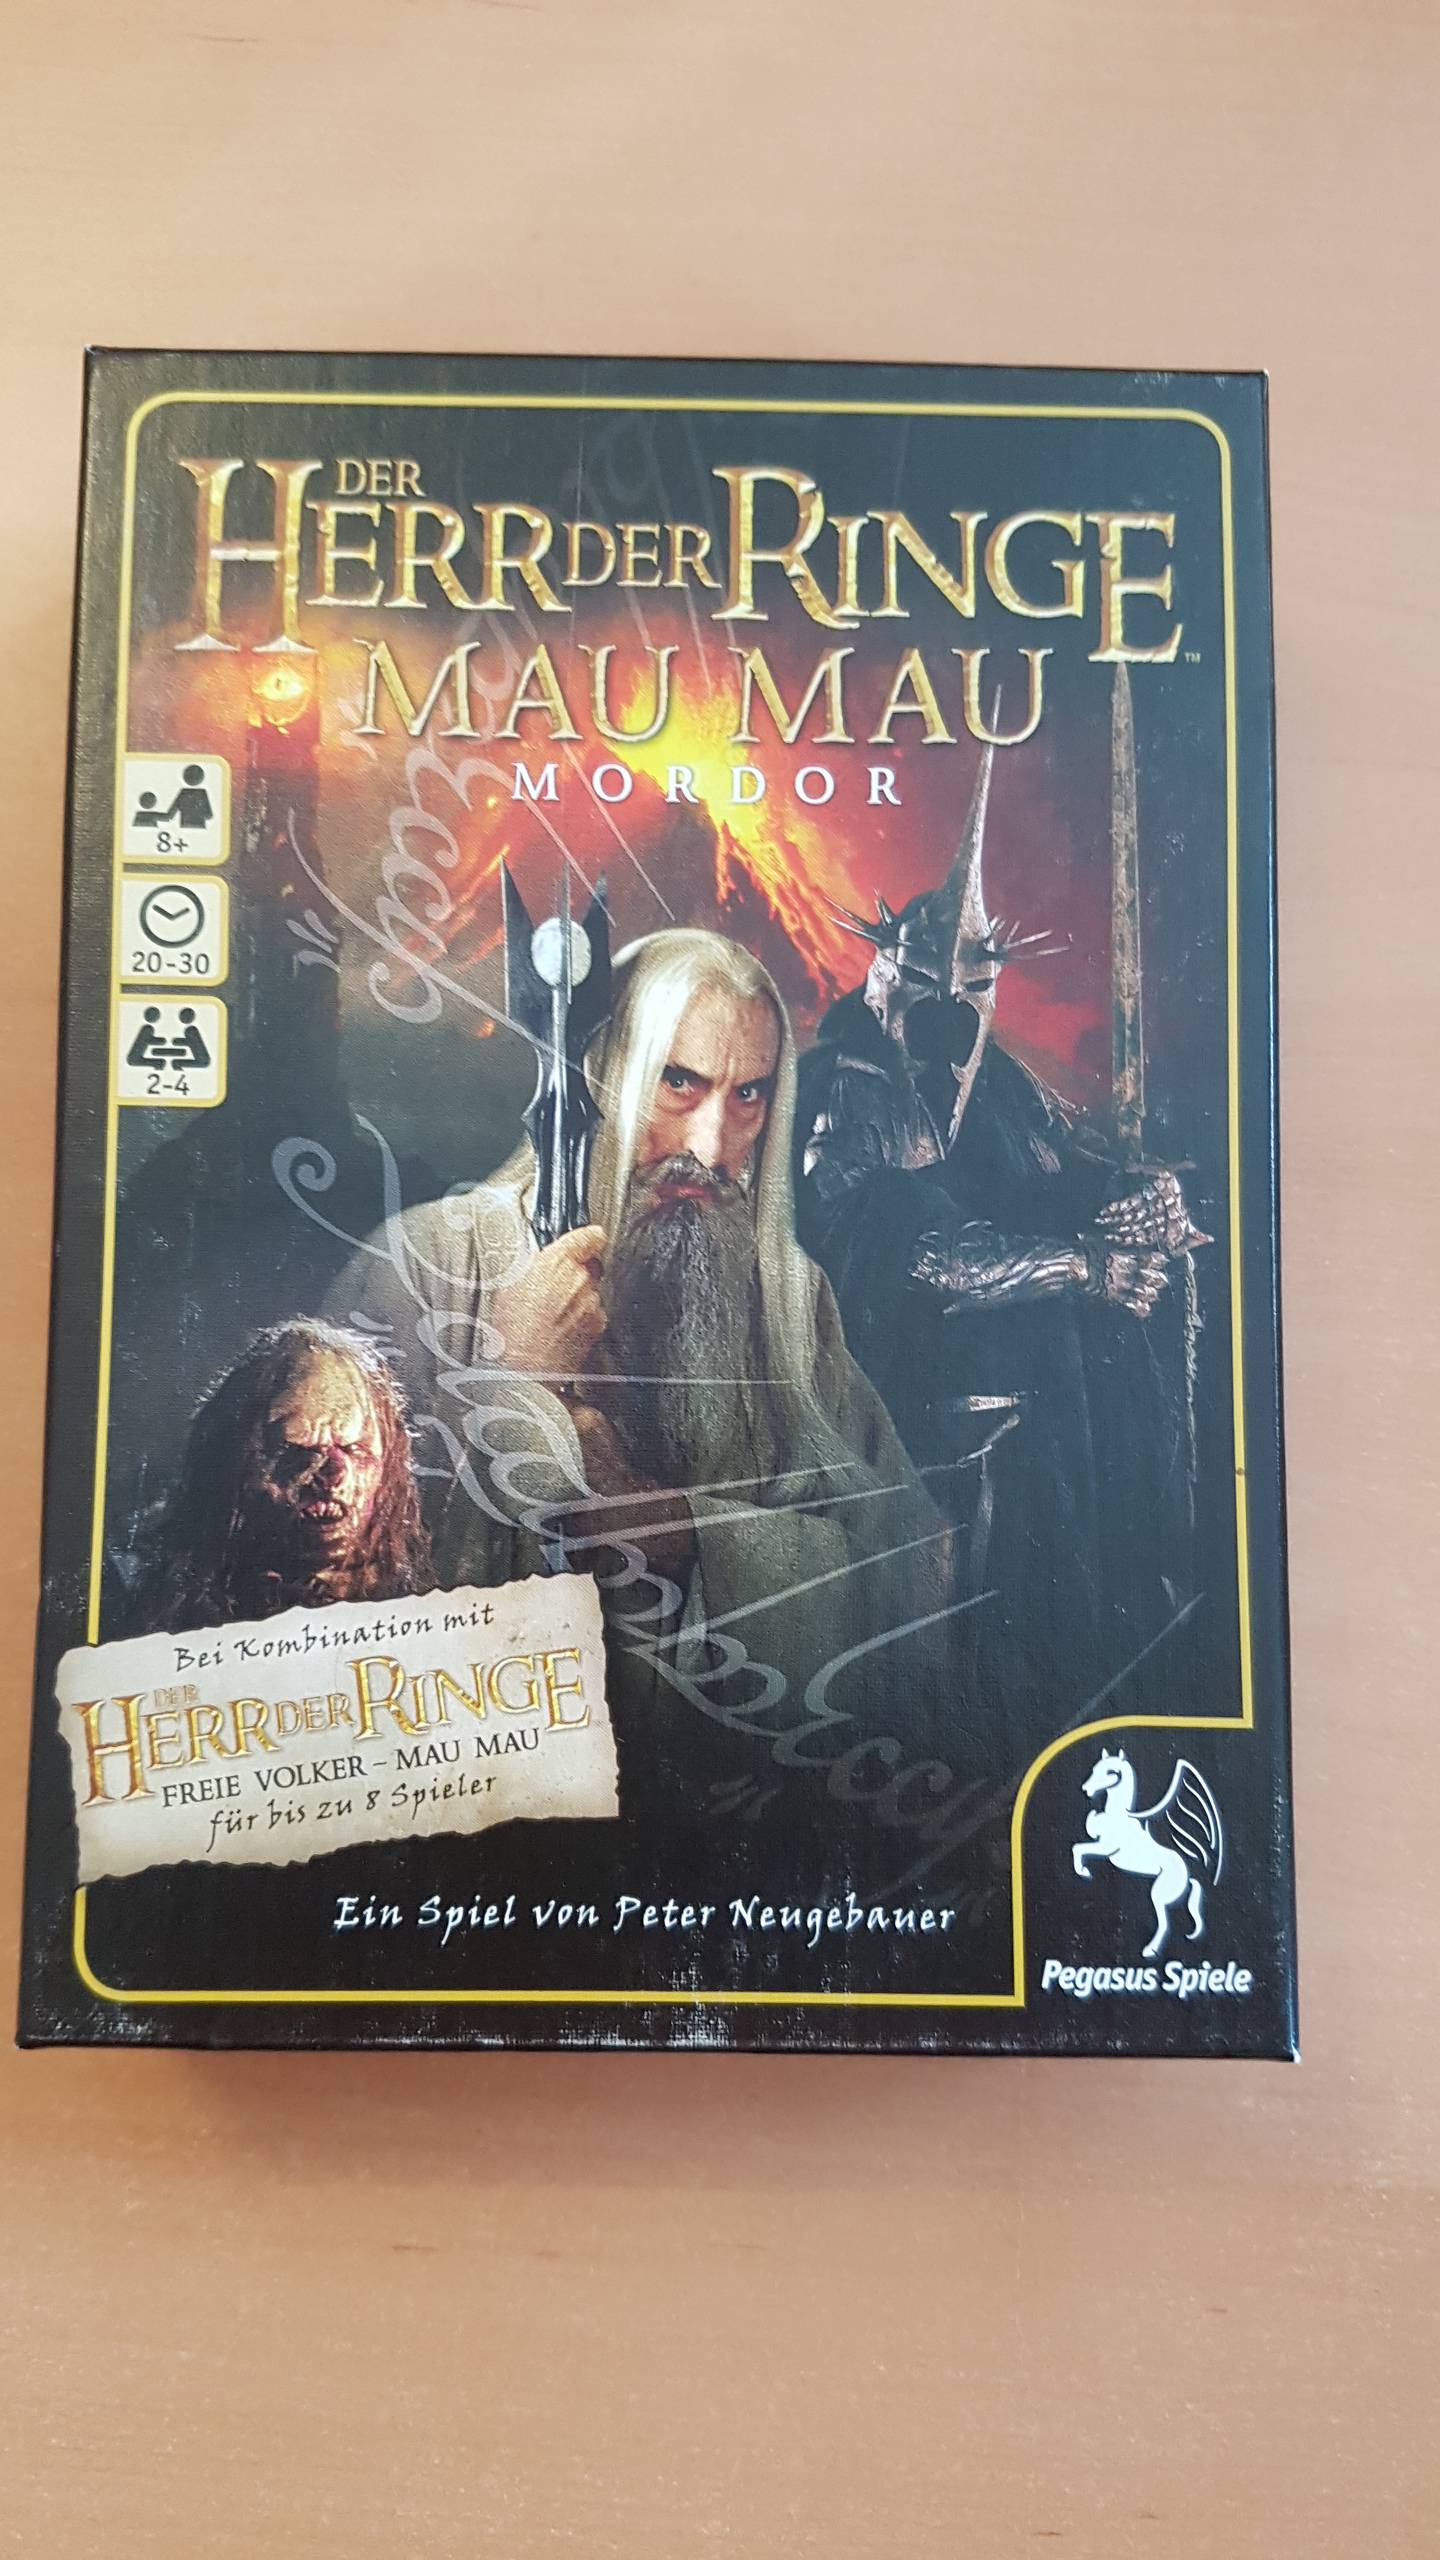 DER
HERR DER RINGE™
MAU MAU
MORDOR
8+
20-30
2-4
Bei Kombination mit
DER
HERR DER RINGE
FREIE VOLKER – MAU MAU
für bis zu 8 Spieler
Ein Spiel von Peter Neugebauer
Pegasus Spiele